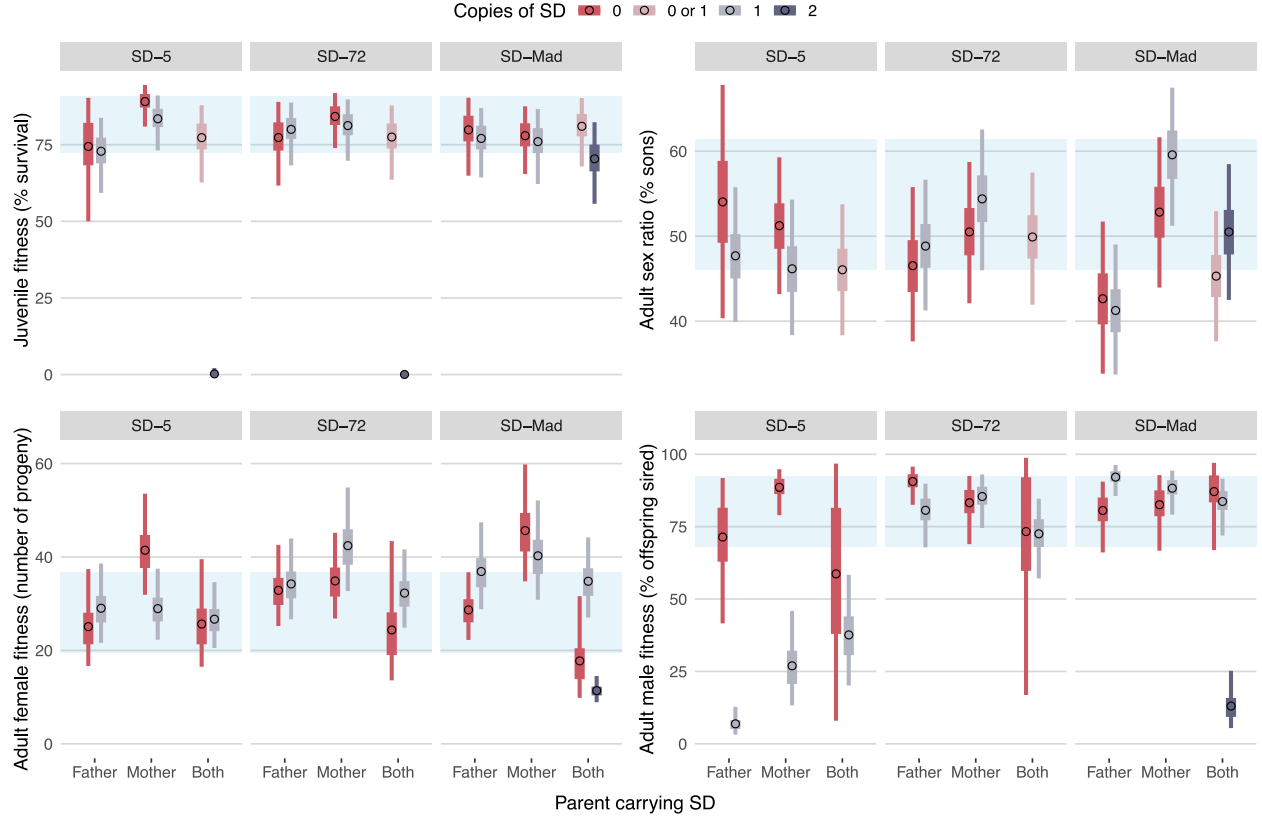 Copies of SD 0 0 or 1 1 2
SD−5 SD−72 SD−Mad
Juvenile fitness (% survival)
75
50
25
0
SD−5 SD−72 SD−Mad
Adult sex ratio (% sons)
60
50
40
SD−5 SD−72 SD−Mad
Adult female fitness (number of progeny)
60
40
20
0
Father Mother Both Father Mother Both Father Mother Both
SD−5 SD−72 SD−Mad
Adult male fitness (% offspring sired)
100
75
50
25
0
Father Mother Both Father Mother Both Father Mother Both
Parent carrying SD